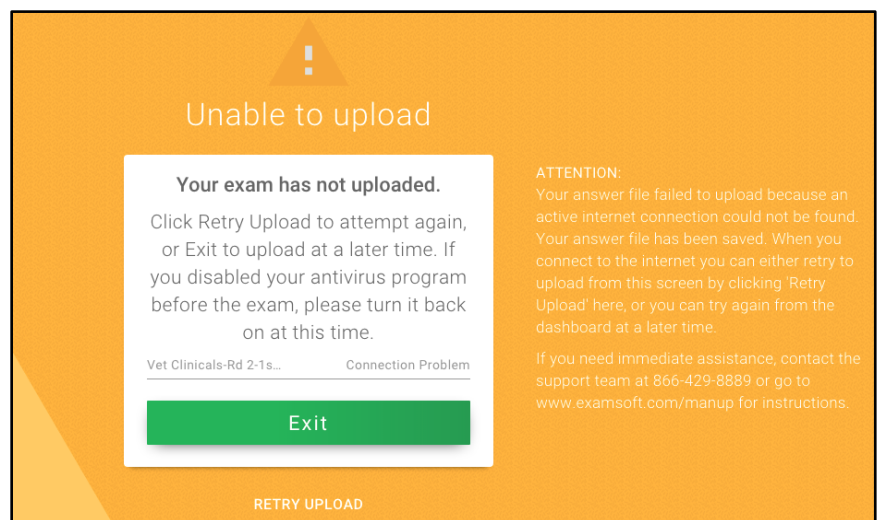 Unable to upload
Your exam has not uploaded.
Click Retry Upload to attempt again,
or Exit to upload at a later time. If
you disabled your antivirus program
before the exam, please turn it back
on at this time.
Vet Clinicals-Rd 2-1s... Connection Problem
Exit
RETRY UPLOAD
ATTENTION:
Your answer file failed to upload because an
active internet connection could not be found.
Your answer file has been saved. When you
connect to the internet you can either retry to
upload from this screen by clicking 'Retry
Upload' here, or you can try again from the
dashboard at a later time.
If you need immediate assistance, contact the
support team at 866-429-8889 or go to
www.examsoft.com/manup for instructions.